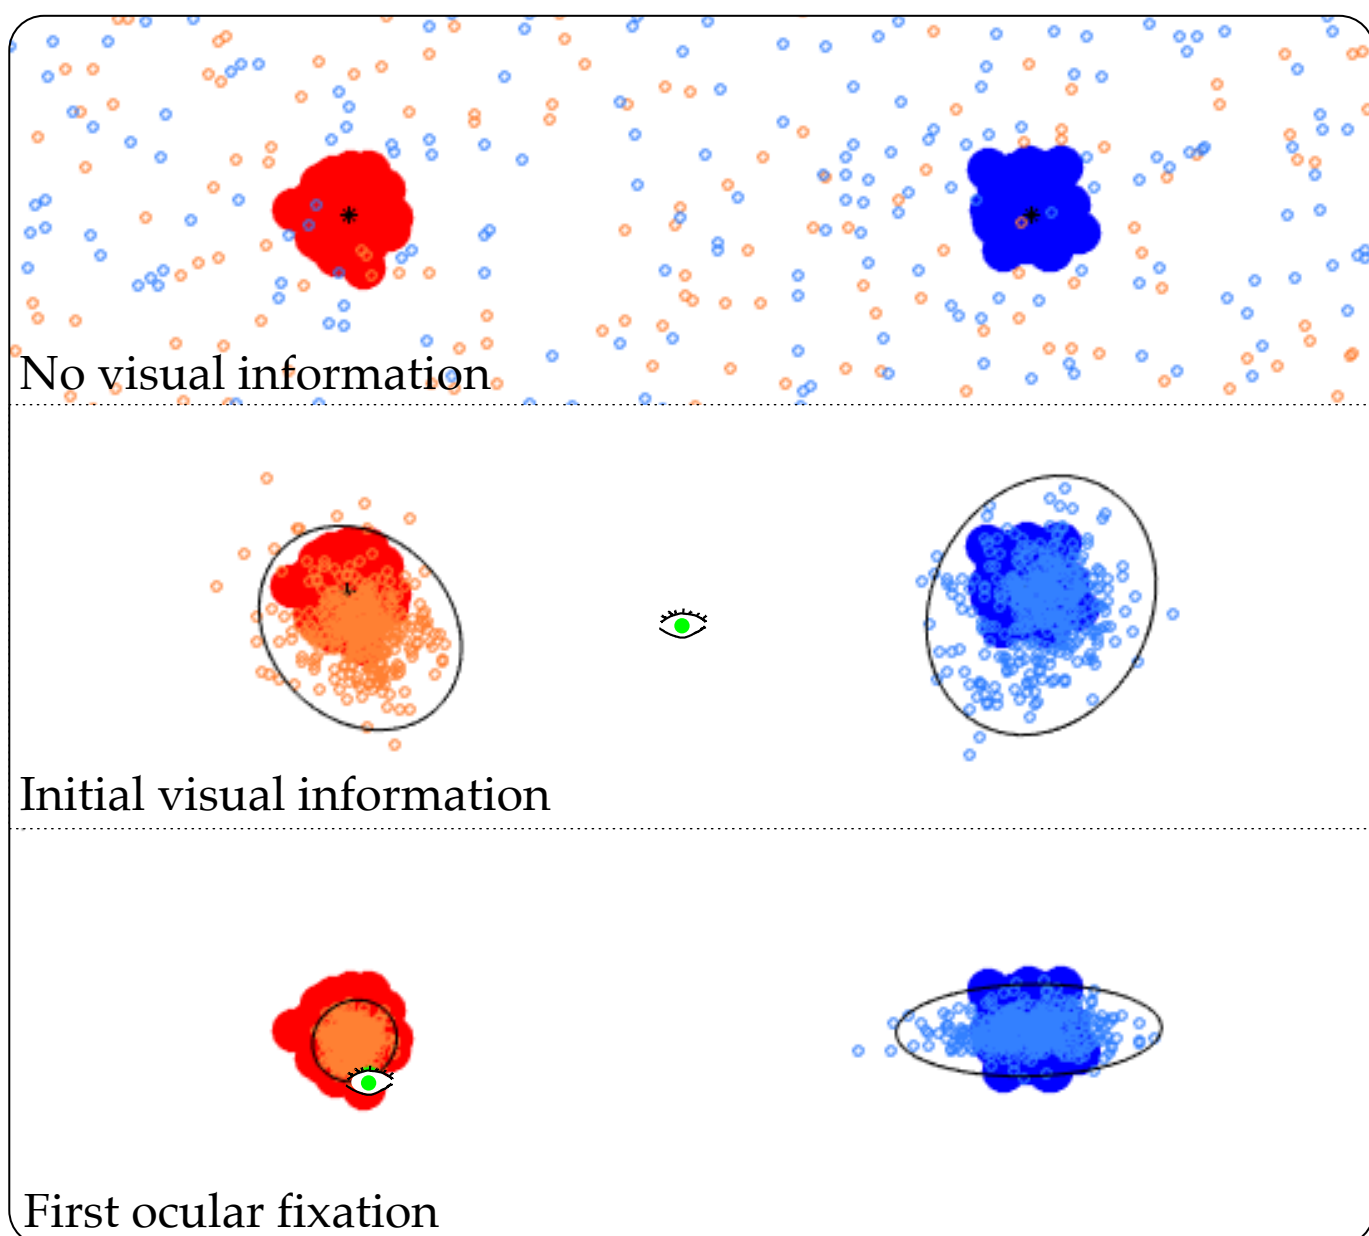 No visual information
Initial visual information
First ocular fixation